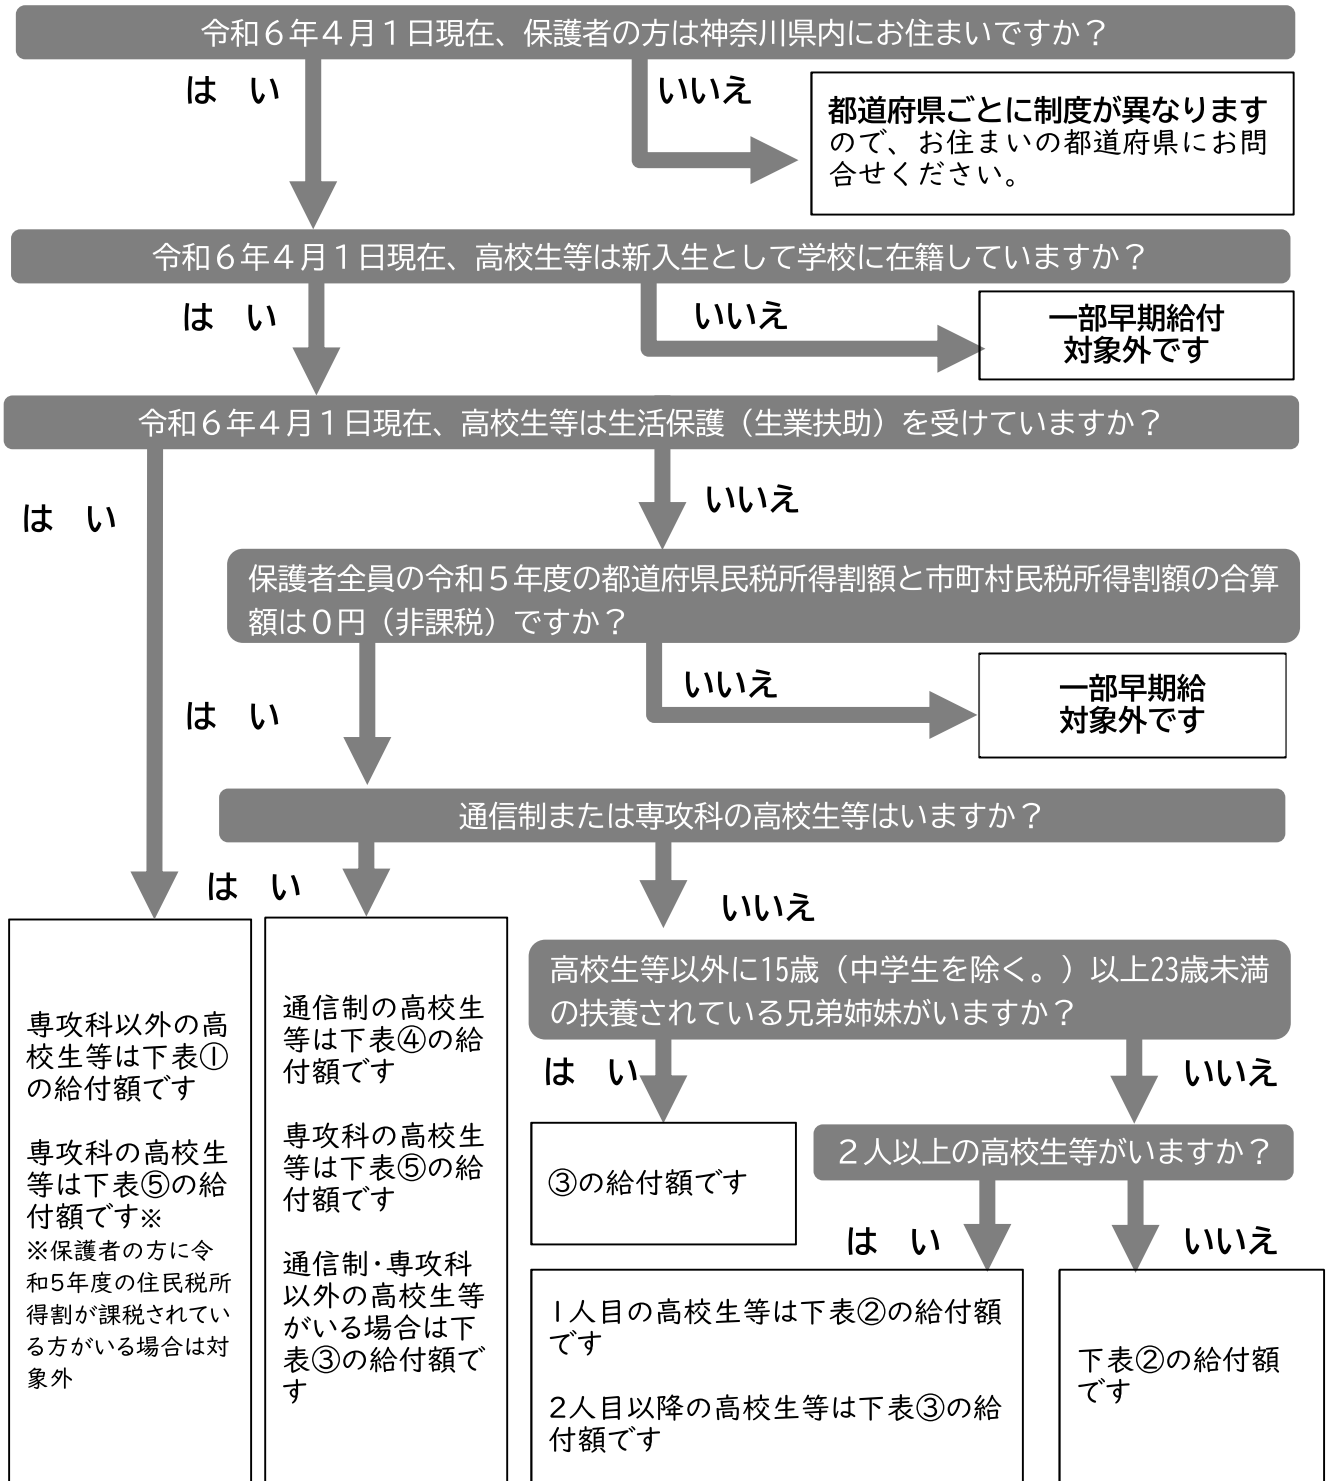 令和６年４月１日現在、保護者の方は神奈川県内にお住まいですか？
は　い
いいえ
都道府県ごとに制度が異なります
ので、お住まいの都道府県にお問
合せください。
令和６年４月１日現在、高校生等は新入生として学校に在籍していますか？
は　い
いいえ
一部早期給付
対象外です
令和６年４月１日現在、高校生等は生活保護（生業扶助）を受けていますか？
は　い
いいえ
保護者全員の令和５年度の都道府県民税所得割額と市町村民税所得割額の合算
額は０円（非課税）ですか？
は　い
いいえ
一部早期給
対象外です
通信制または専攻科の高校生等はいますか？
は　い
いいえ
専攻科以外の高
校生等は下表①
の給付額です
専攻科の高校生
等は下表⑤の給
付額です※
※保護者の方に令
和5年度の住民税所
得割が課税されてい
る方がいる場合は対
象外
通信制の高校生
等は下表④の給
付額です
専攻科の高校生
等は下表⑤の給
付額です
通信制･専攻科
以外の高校生等
がいる場合は下
表③の給付額で
す
高校生等以外に15歳（中学生を除く。）以上23歳未満
の扶養されている兄弟姉妹がいますか？
は　い
いいえ
③の給付額です
２人以上の高校生等がいますか？
は　い
いいえ
1人目の高校生等は下表②の給付額
です
2人目以降の高校生等は下表③の給
付額です
下表②の給付額
です